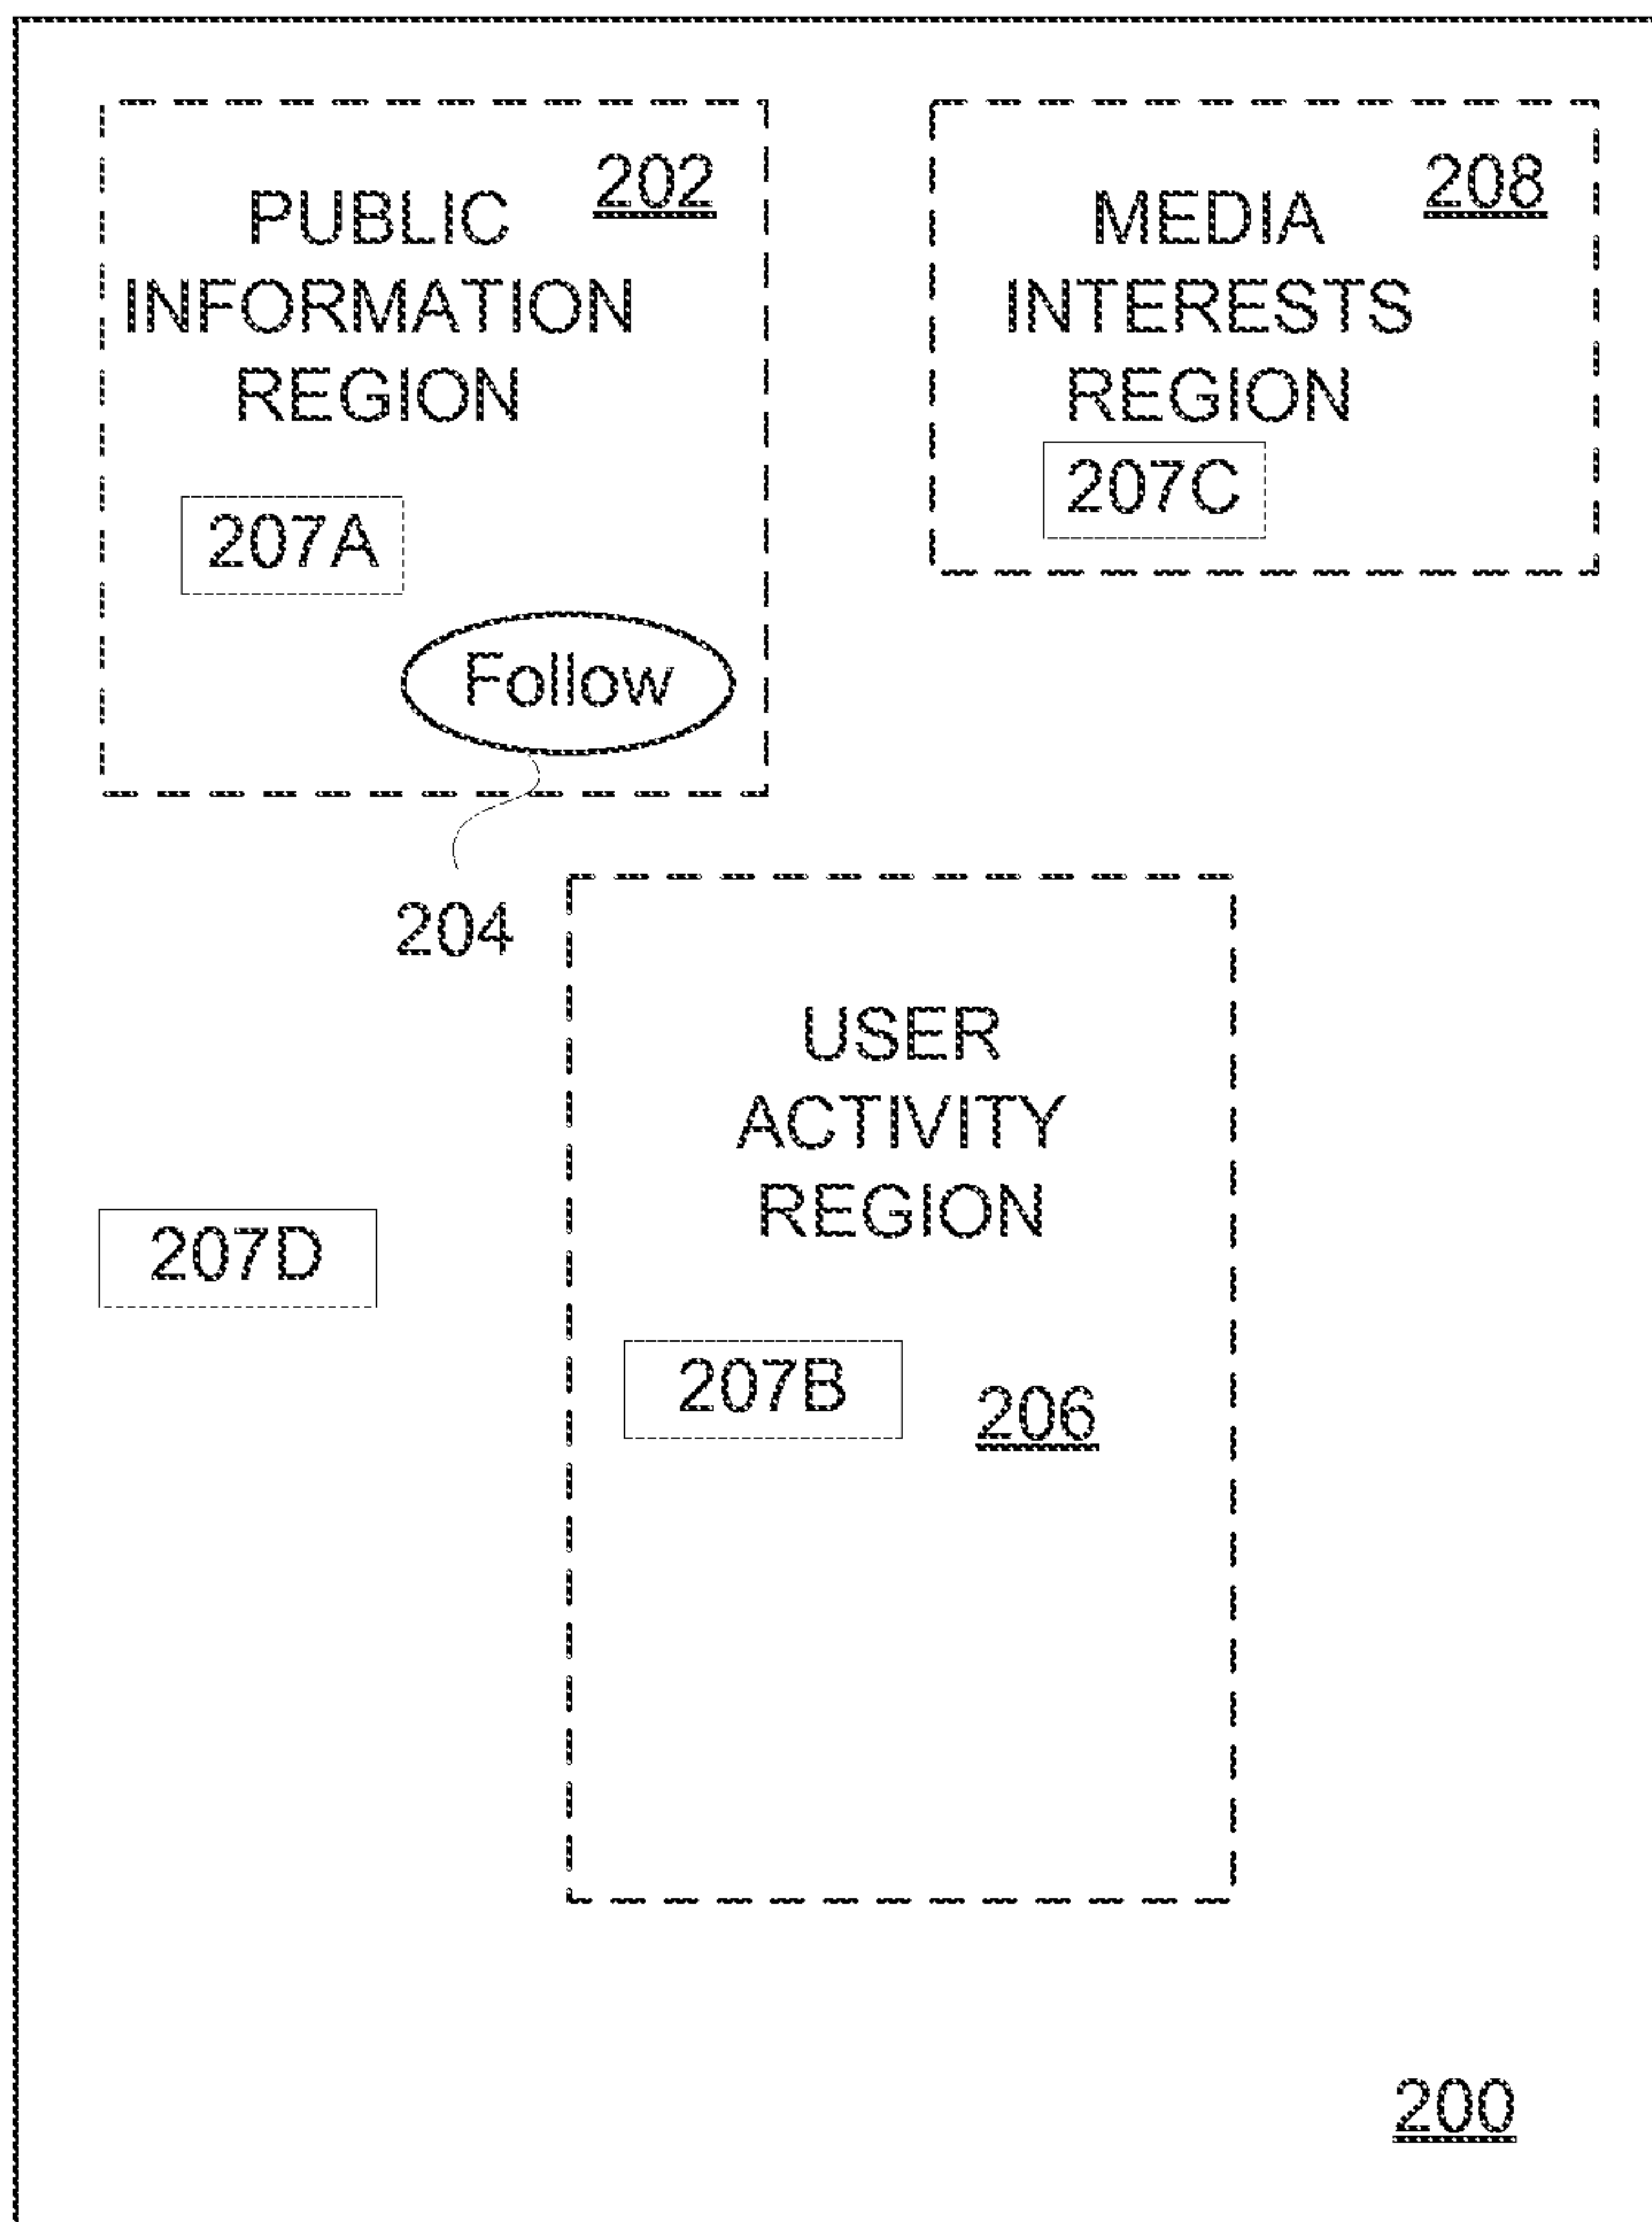 202
PUBLIC
INFORMATION
REGION
207A
Follow
204
208
MEDIA
INTERESTS
REGION
207C
USER
ACTIVITY
REGION
207D
207B
206
200